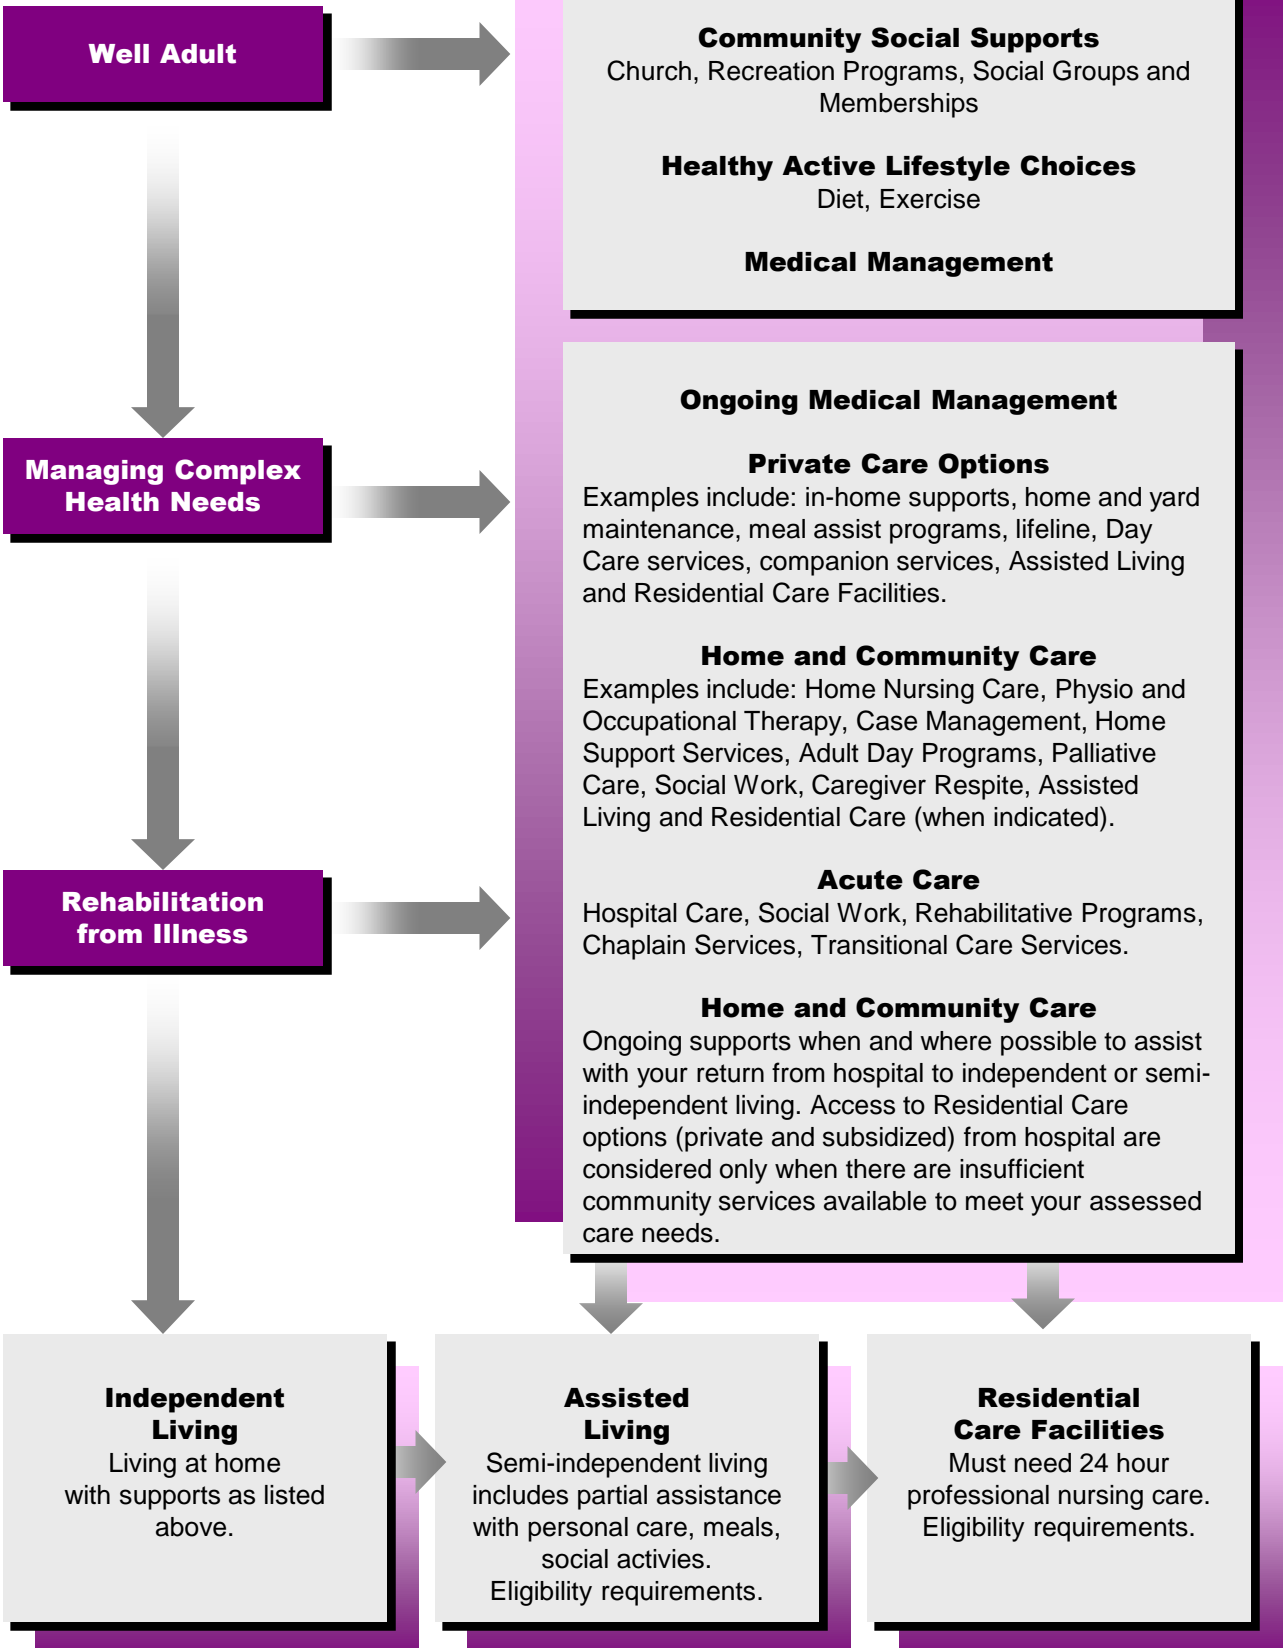 Well Adult
Community Social Supports
Church, Recreation Programs, Social Groups and
Memberships
Healthy Active Lifestyle Choices
Diet, Exercise
Medical Management
Managing Complex
Health Needs
Ongoing Medical Management
Private Care Options
Examples include: in-home supports, home and yard
maintenance, meal assist programs, lifeline, Day
Care services, companion services, Assisted Living
and Residential Care Facilities.
Home and Community Care
Examples include: Home Nursing Care, Physio and
Occupational Therapy, Case Management, Home
Support Services, Adult Day Programs, Palliative
Care, Social Work, Caregiver Respite, Assisted
Living and Residential Care (when indicated).
Rehabilitation
from Illness
Acute Care
Hospital Care, Social Work, Rehabilitative Programs,
Chaplain Services, Transitional Care Services.
Home and Community Care
Ongoing supports when and where possible to assist
with your return from hospital to independent or semi-
independent living. Access to Residential Care
options (private and subsidized) from hospital are
considered only when there are insufficient
community services available to meet your assessed
care needs.
Independent
Living
Living at home
with supports as listed
above.
Assisted
Living
Semi-independent living
includes partial assistance
with personal care, meals,
social activies.
Eligibility requirements.
Residential
Care Facilities
Must need 24 hour
professional nursing care.
Eligibility requirements.